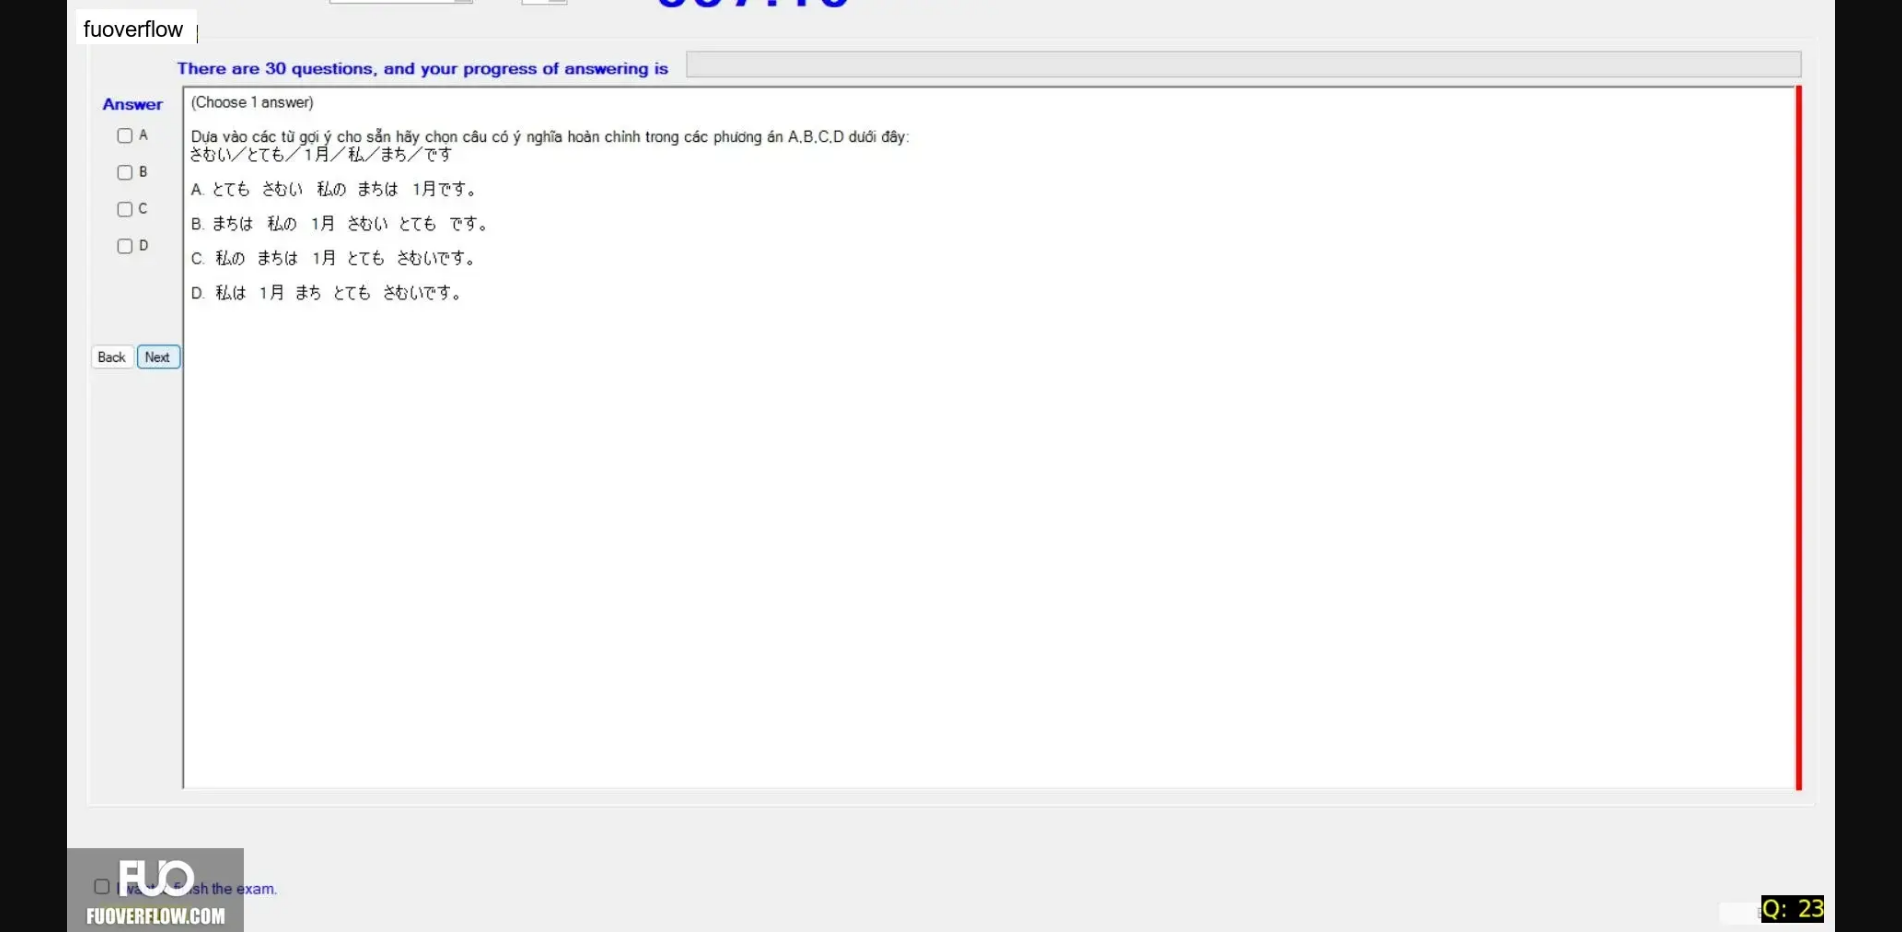 fuoverflow
There are 30 questions, and your progress of answering is
Answer
(Choose 1 answer)
A
Dựa vào các từ gợi ý cho sẵn hãy chọn câu có ý nghĩa hoàn chỉnh trong các phương án A,B,C,D dưới đây:
さむい／とても／1月／私／まち／です
B
A. とても さむい 私の まちは 1月です。
C
B. まちは 私の 1月 さむい とても です。
D
C. 私の まちは 1月 とても さむいです。
D. 私は 1月 まち とても さむいです。
Back Next
FUO
finish the exam.
FUOVERFLOW.COM
Q: 23